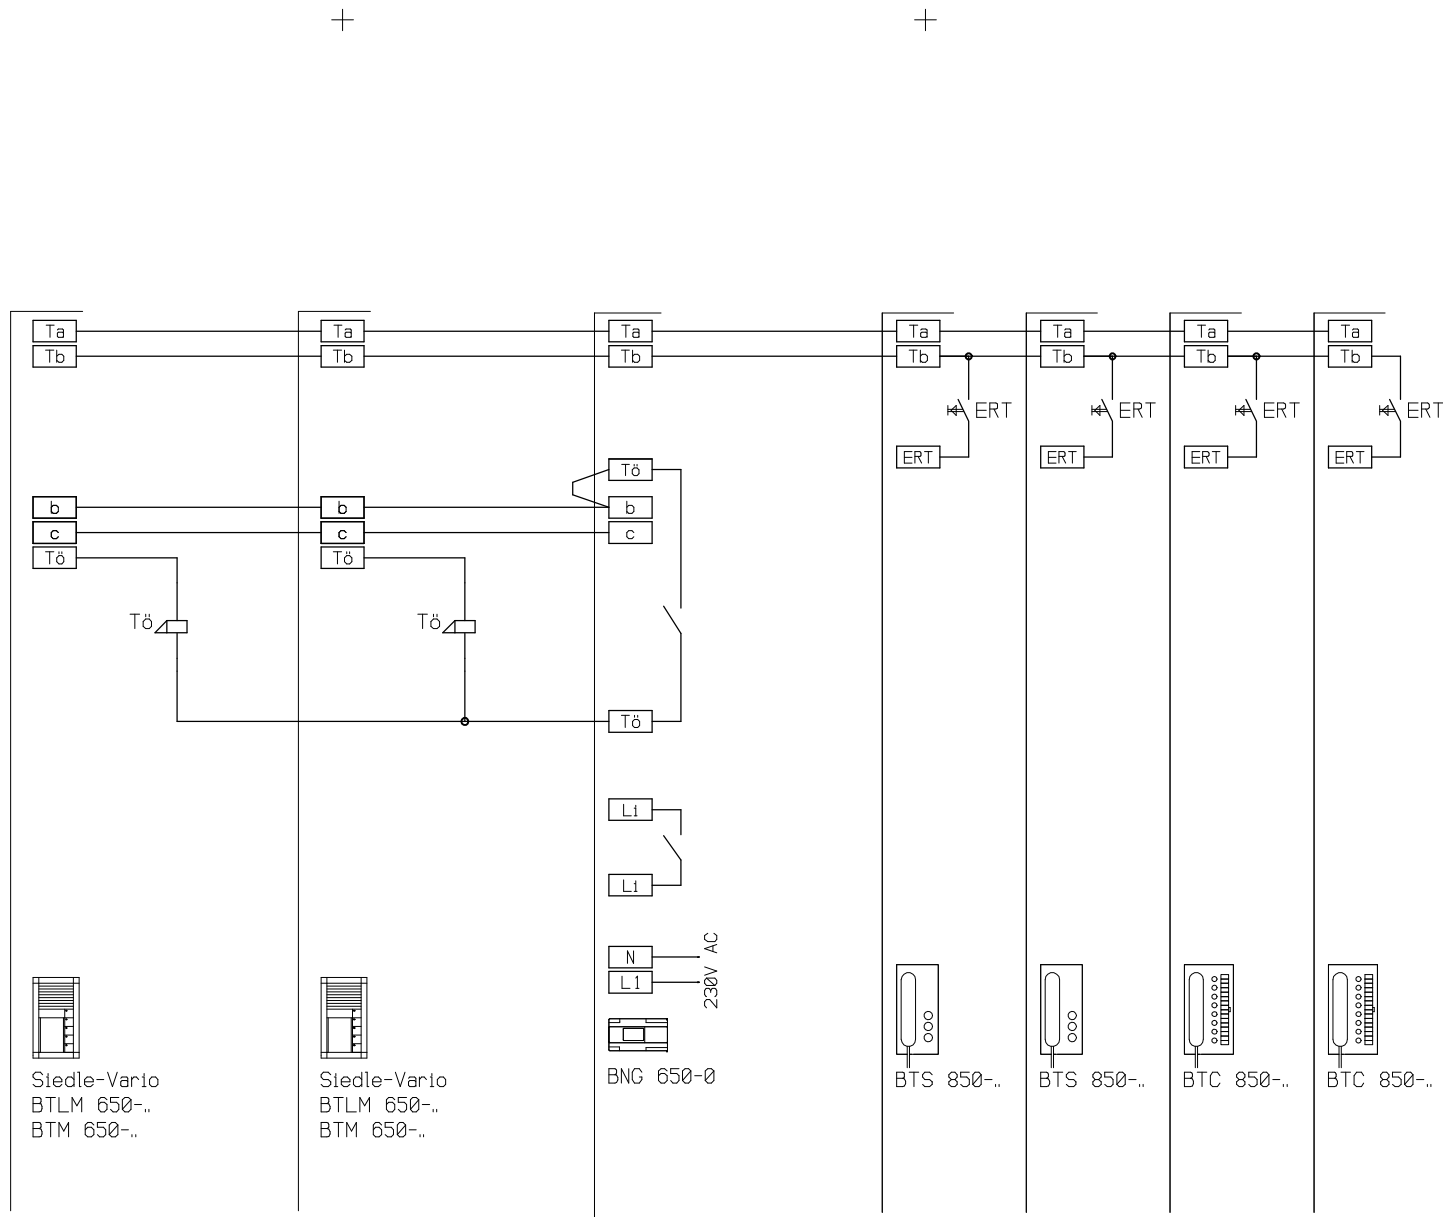 Ta Ta Ta Ta Ta Ta Ta
Tb Tb Tb Tb Tb Tb Tb
ERT ERT ERT ERT
ERT ERT ERT ERT
Tö
b b b
c c c
Tö Tö
Tö Tö
Tö
Li
Li
N
L1
230V AC
Siedle-Vario
BTLM 650-..
BTM 650-..
Siedle-Vario
BTLM 650-..
BTM 650-..
BNG 650-0
BTS 850-..
BTS 850-..
BTC 850-..
BTC 850-..